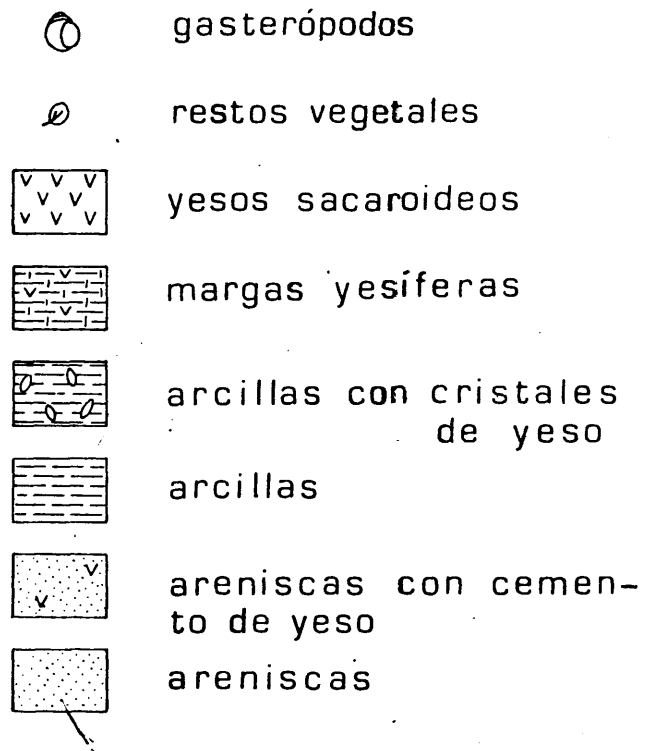 gasterópodos
restos vegetales
yesos sacaroideos
margas yesíferas
arcillas con cristales
de yeso
arcillas
areniscas con cemen-
to de yeso
areniscas